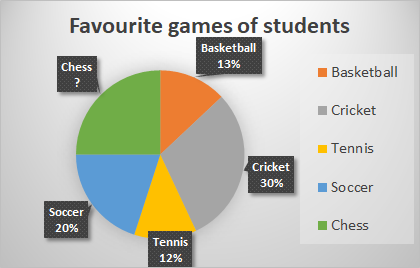 Favourite games of students
Basketball
13%
Cricket
30%
Tennis
12%
Soccer
20%
Chess
?
Basketball
Cricket
Tennis
Soccer
Chess